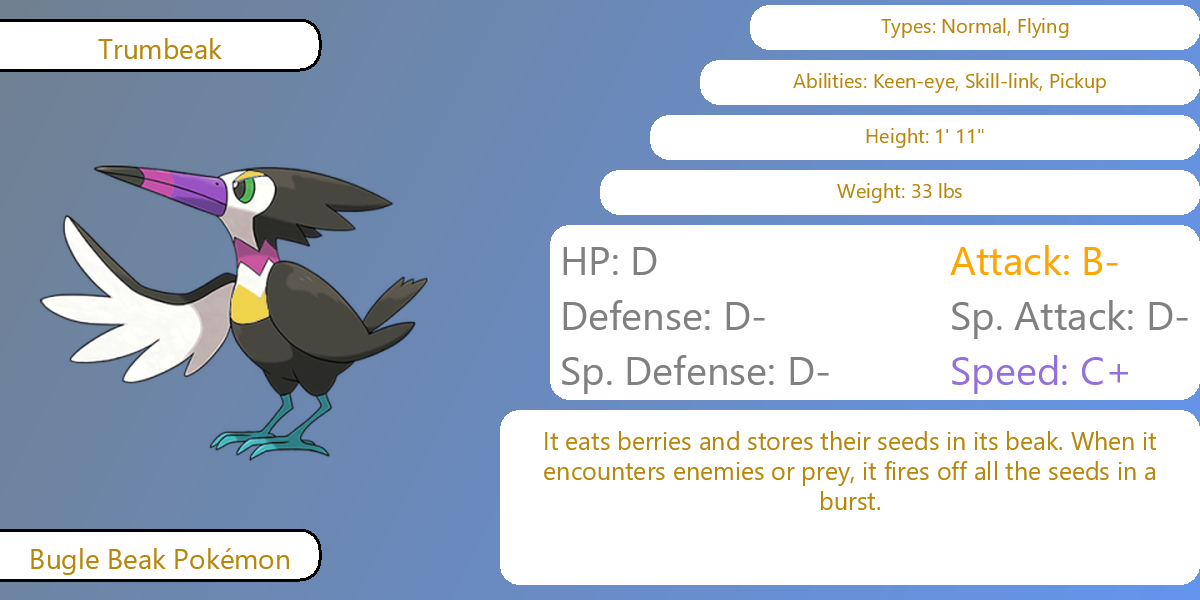 Trumbeak
Types: Normal, Flying
Abilities: Keen-eye, Skill-link, Pickup
Height: 1' 11"
Weight: 33 lbs
HP: D
Attack: B-
Defense: D-
Sp. Attack: D-
Sp. Defense: D-
Speed: C+
It eats berries and stores their seeds in its beak. When it
encounters enemies or prey, it fires off all the seeds in a
burst.
Bugle Beak Pokémon